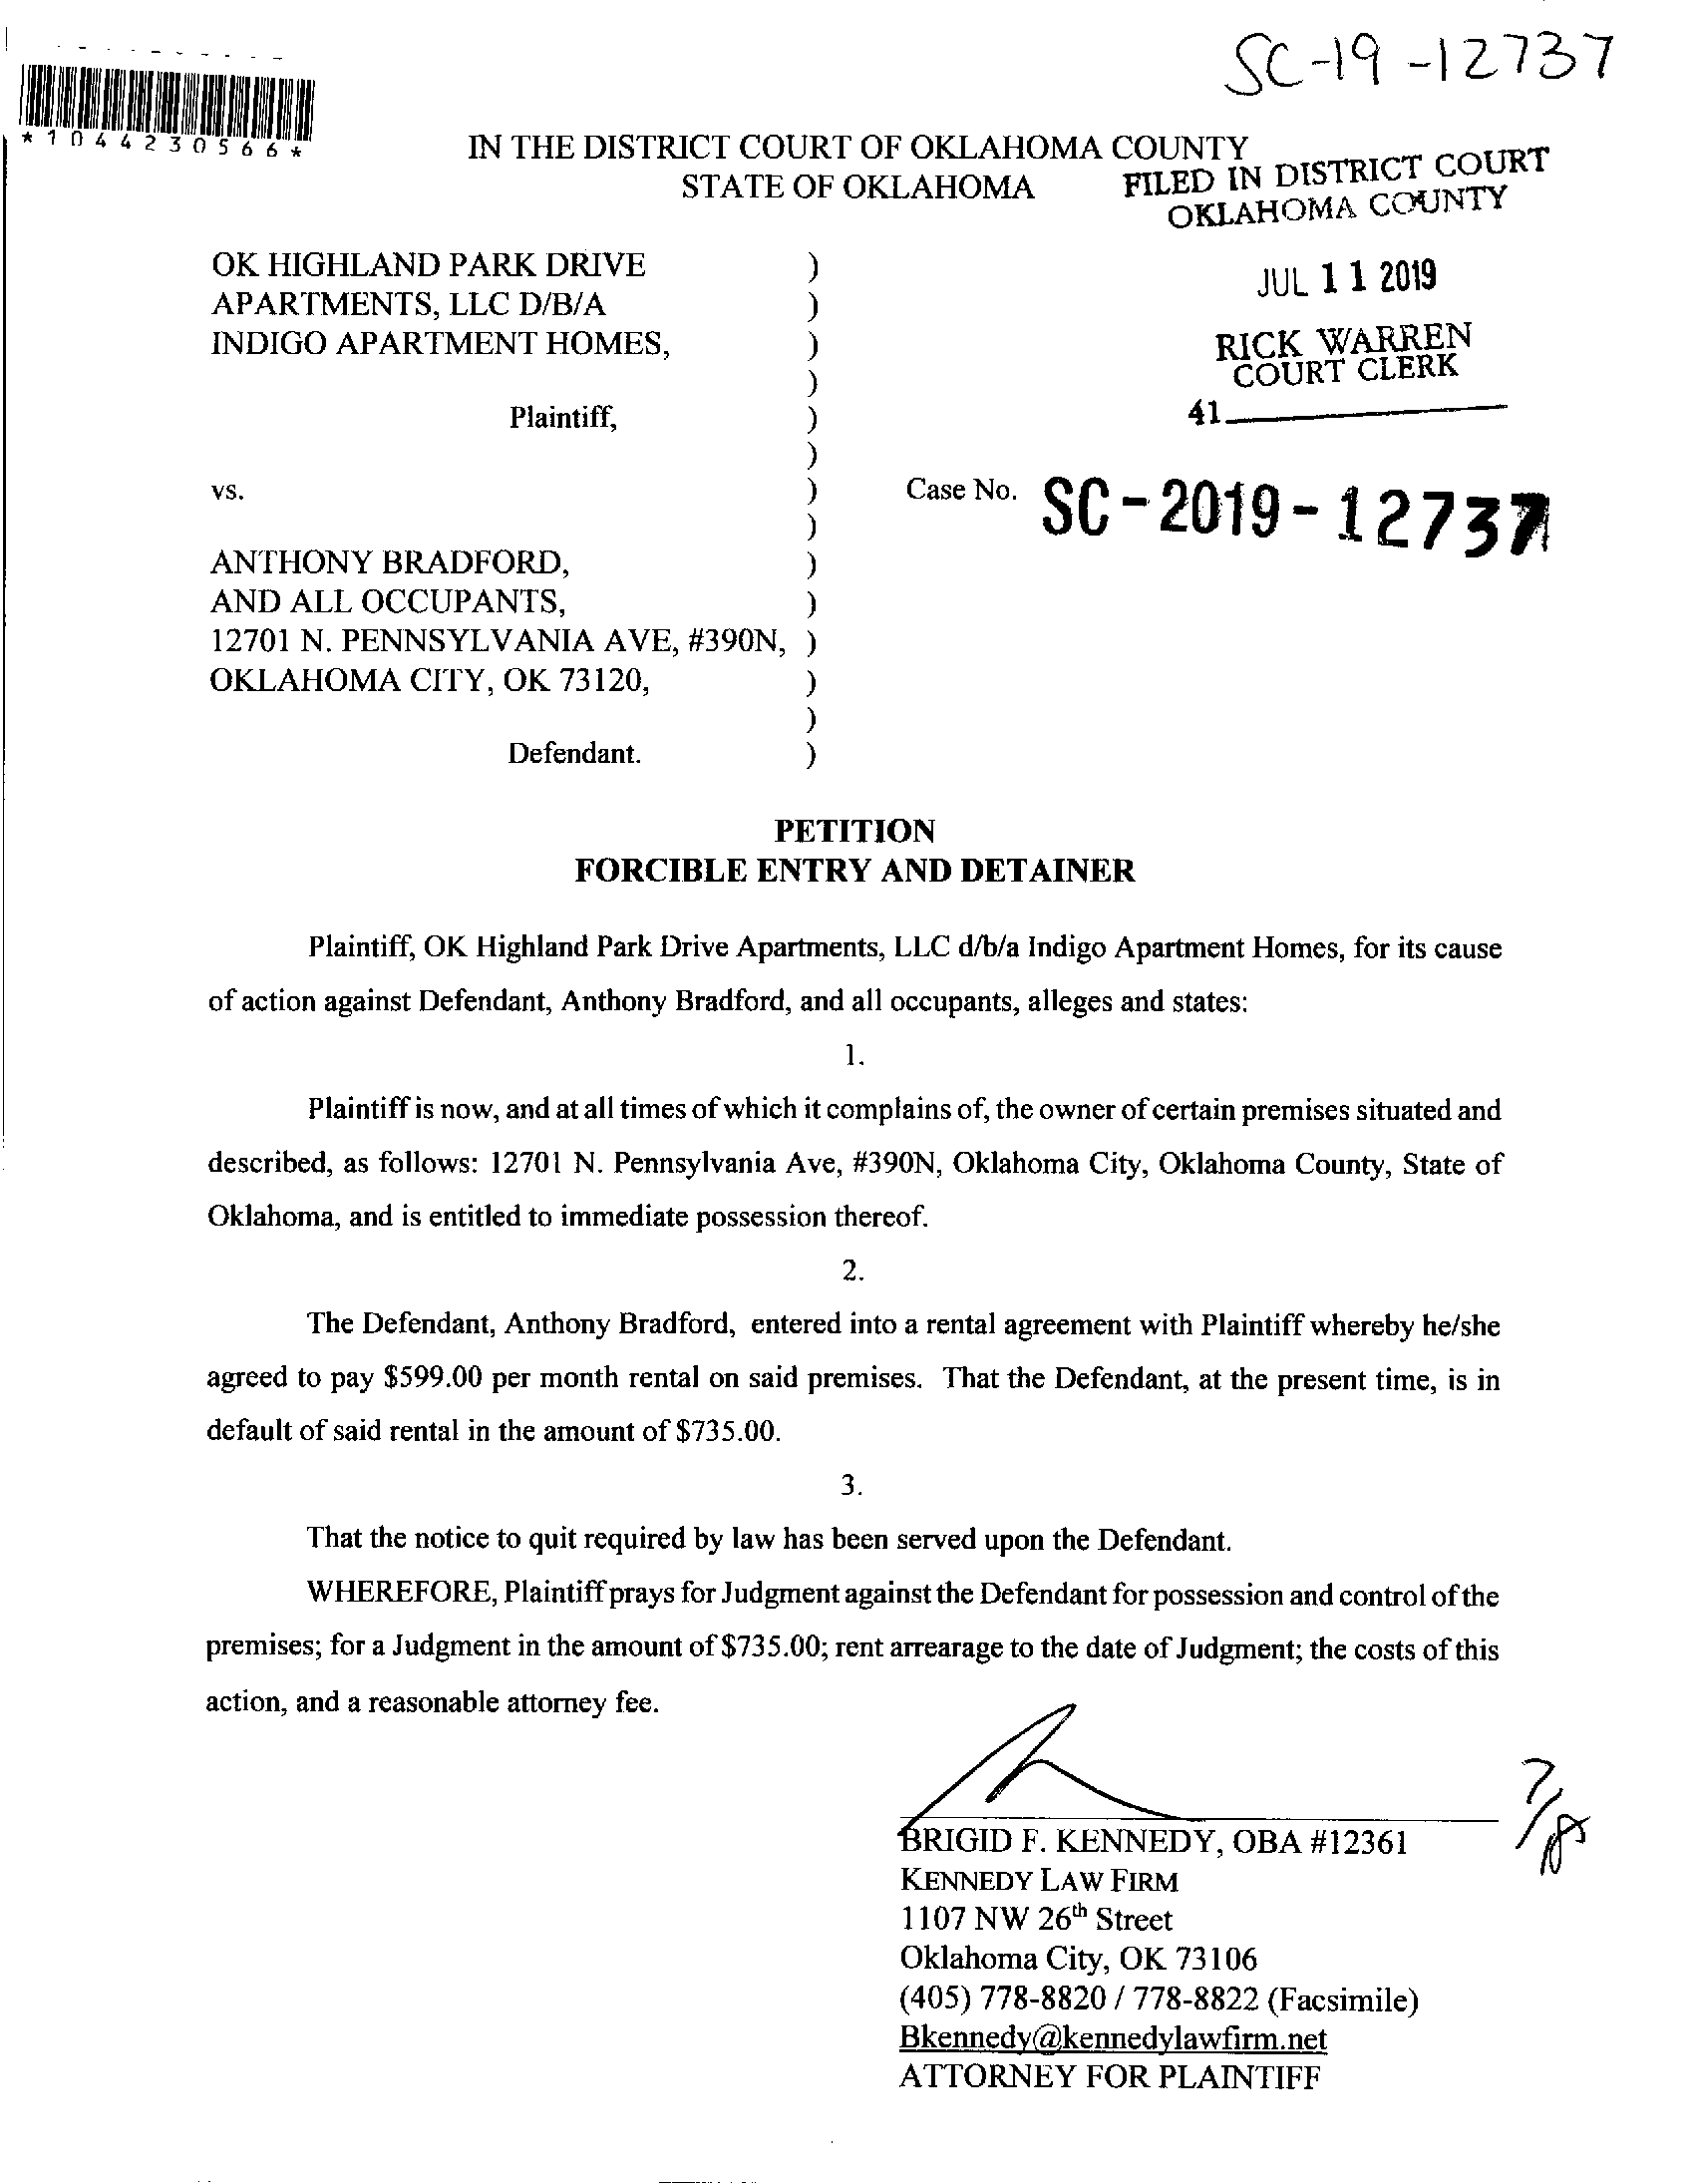 SC-19-12737
*1044230566*
IN THE DISTRICT COURT OF OKLAHOMA COUNTY
STATE OF OKLAHOMA
FILED IN DISTRICT COURT
OKLAHOMA COUNTY
JUL 11 2019
RICK WARREN
COURT CLERK
41
OK HIGHLAND PARK DRIVE )
APARTMENTS, LLC D/B/A )
INDIGO APARTMENT HOMES, )
)
Plaintiff, )
)
vs. ) Case No. SC-2019-12737
)
ANTHONY BRADFORD, )
AND ALL OCCUPANTS, )
12701 N. PENNSYLVANIA AVE, #390N, )
OKLAHOMA CITY, OK 73120, )
)
Defendant. )
PETITION
FORCIBLE ENTRY AND DETAINER
Plaintiff, OK Highland Park Drive Apartments, LLC d/b/a Indigo Apartment Homes, for its cause
of action against Defendant, Anthony Bradford, and all occupants, alleges and states:
1.
Plaintiff is now, and at all times of which it complains of, the owner of certain premises situated and
described, as follows: 12701 N. Pennsylvania Ave, #390N, Oklahoma City, Oklahoma County, State of
Oklahoma, and is entitled to immediate possession thereof.
2.
The Defendant, Anthony Bradford, entered into a rental agreement with Plaintiff whereby he/she
agreed to pay $599.00 per month rental on said premises. That the Defendant, at the present time, is in
default of said rental in the amount of $735.00.
3.
That the notice to quit required by law has been served upon the Defendant.
WHEREFORE, Plaintiff prays for Judgment against the Defendant for possession and control of the
premises; for a Judgment in the amount of $735.00; rent arrearage to the date of Judgment; the costs of this
action, and a reasonable attorney fee.
BRIGID F. KENNEDY, OBA #12361
KENNEDY LAW FIRM
1107 NW 26th Street
Oklahoma City, OK 73106
(405) 778-8820 / 778-8822 (Facsimile)
Bkennedy@kennedylawfirm.net
ATTORNEY FOR PLAINTIFF